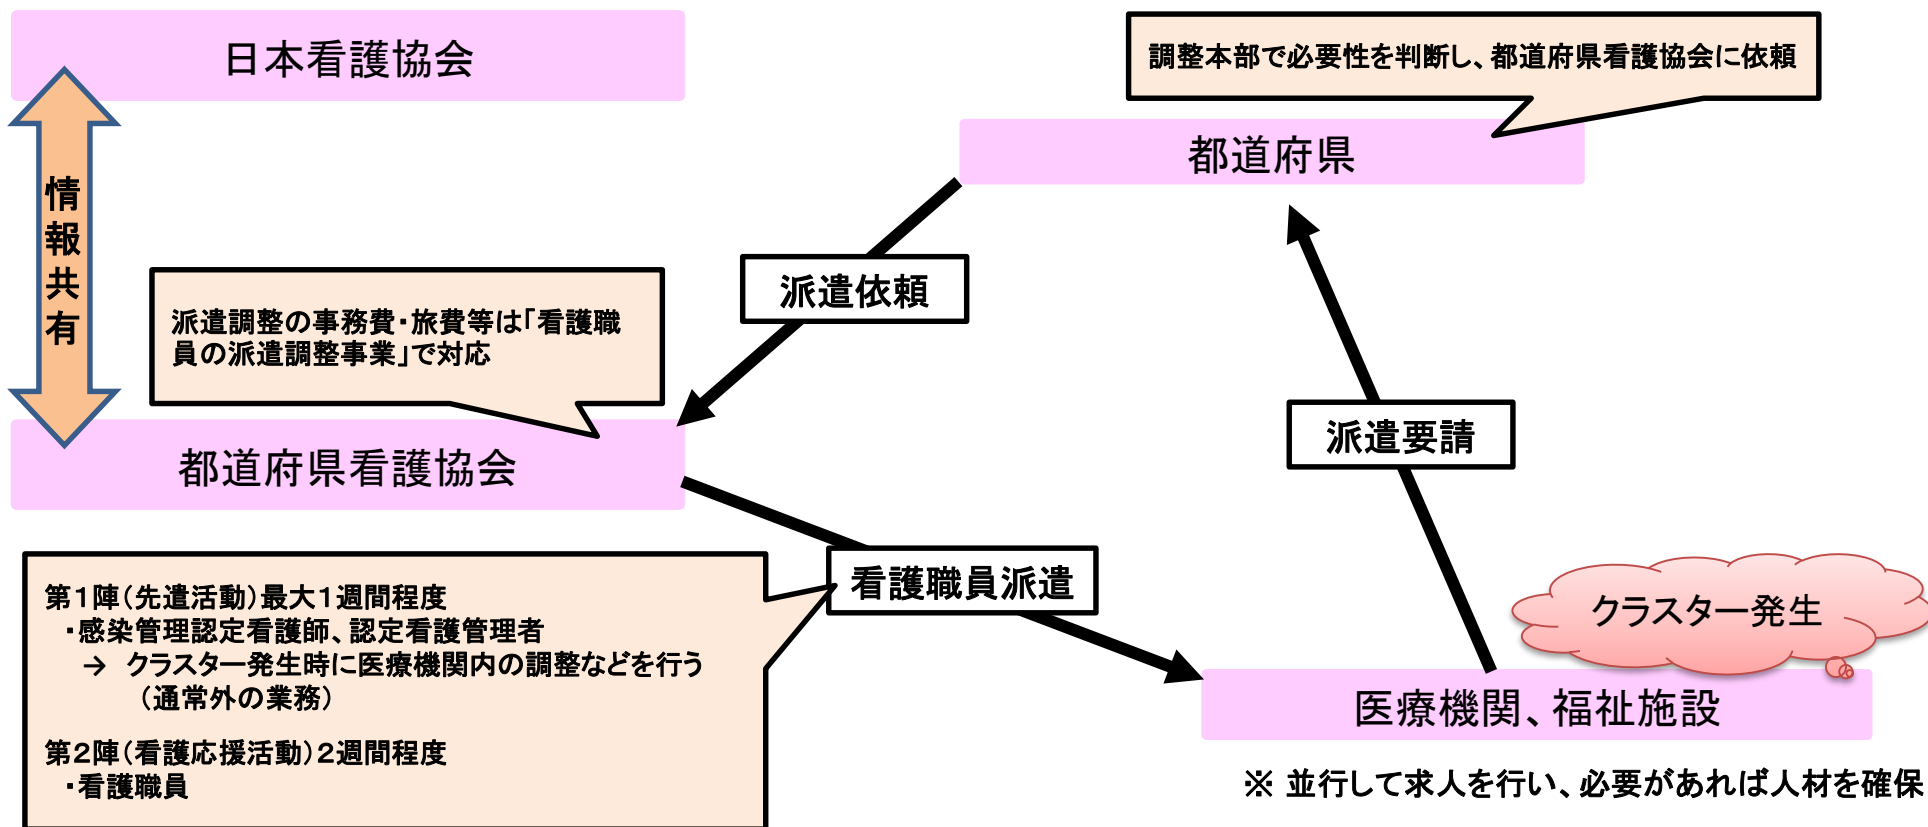 日本看護協会
調整本部で必要性を判断し、都道府県看護協会に依頼
都道府県
情報共有
派遣依頼
派遣調整の事務費・旅費等は「看護職
員の派遣調整事業」で対応
派遣要請
都道府県看護協会
看護職員派遣
第1陣(先遣活動)最大1週間程度
・感染管理認定看護師、認定看護管理者
→ クラスター発生時に医療機関内の調整などを行う
(通常外の業務)
第2陣(看護応援活動)2週間程度
・看護職員
クラスター発生
医療機関、福祉施設
※ 並行して求人を行い、必要があれば人材を確保